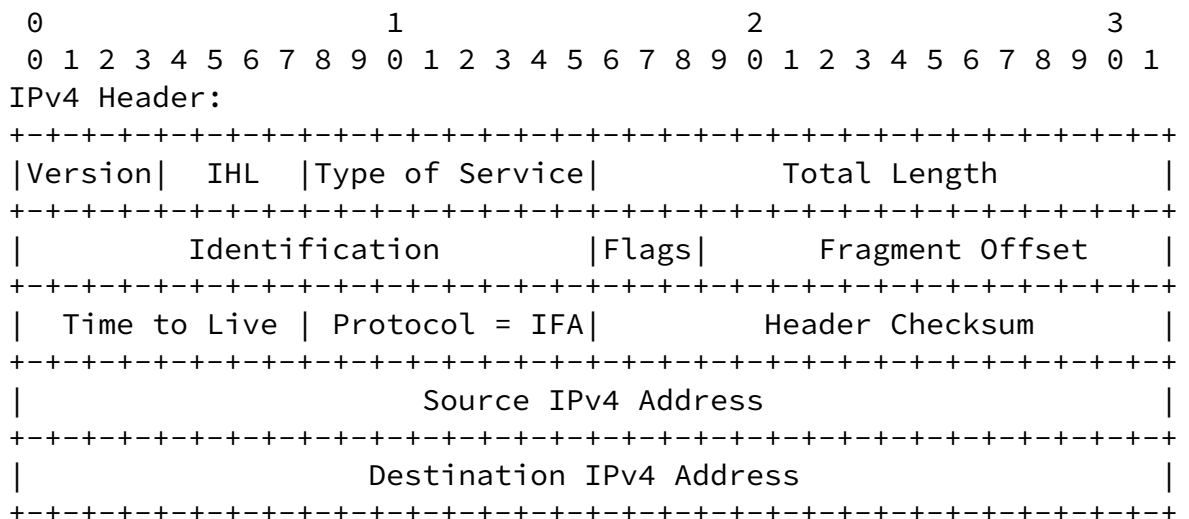 0                   1                   2                   3
 0 1 2 3 4 5 6 7 8 9 0 1 2 3 4 5 6 7 8 9 0 1 2 3 4 5 6 7 8 9 0 1
IPv4 Header:
+-+-+-+-+-+-+-+-+-+-+-+-+-+-+-+-+-+-+-+-+-+-+-+-+-+-+-+-+-+-+-+-+
|Version|  IHL  |Type of Service|          Total Length         |
+-+-+-+-+-+-+-+-+-+-+-+-+-+-+-+-+-+-+-+-+-+-+-+-+-+-+-+-+-+-+-+-+
|         Identification        |Flags|      Fragment Offset    |
+-+-+-+-+-+-+-+-+-+-+-+-+-+-+-+-+-+-+-+-+-+-+-+-+-+-+-+-+-+-+-+-+
|  Time to Live | Protocol = IFA|         Header Checksum       |
+-+-+-+-+-+-+-+-+-+-+-+-+-+-+-+-+-+-+-+-+-+-+-+-+-+-+-+-+-+-+-+-+
|                      Source IPv4 Address                      |
+-+-+-+-+-+-+-+-+-+-+-+-+-+-+-+-+-+-+-+-+-+-+-+-+-+-+-+-+-+-+-+-+
|                   Destination IPv4 Address                    |
+-+-+-+-+-+-+-+-+-+-+-+-+-+-+-+-+-+-+-+-+-+-+-+-+-+-+-+-+-+-+-+-+